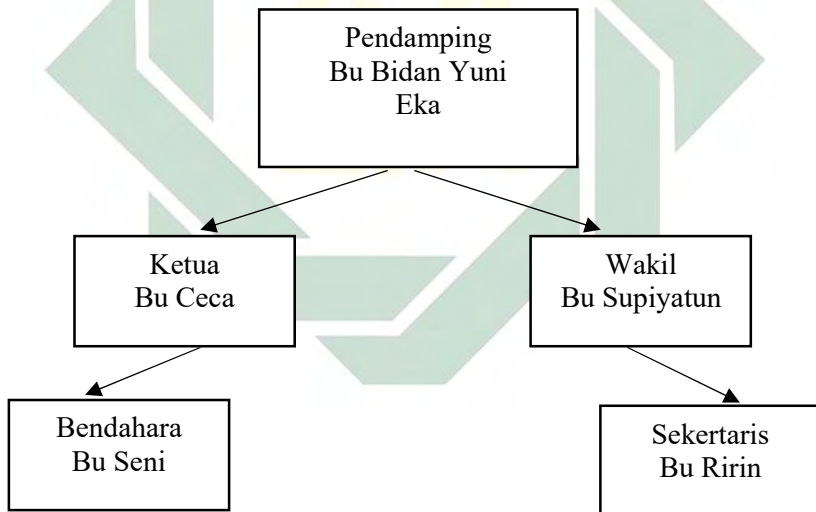 Pendamping
Bu Bidan Yuni
Eka
Ketua
Bu Ceca
Wakil
Bu Supiyatun
Bendahara
Bu Seni
Sekertaris
Bu Ririn